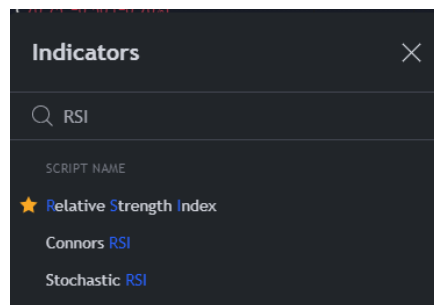 Indicators
RSI
SCRIPT NAME
Relative Strength Index
Connors RSI
Stochastic RSI